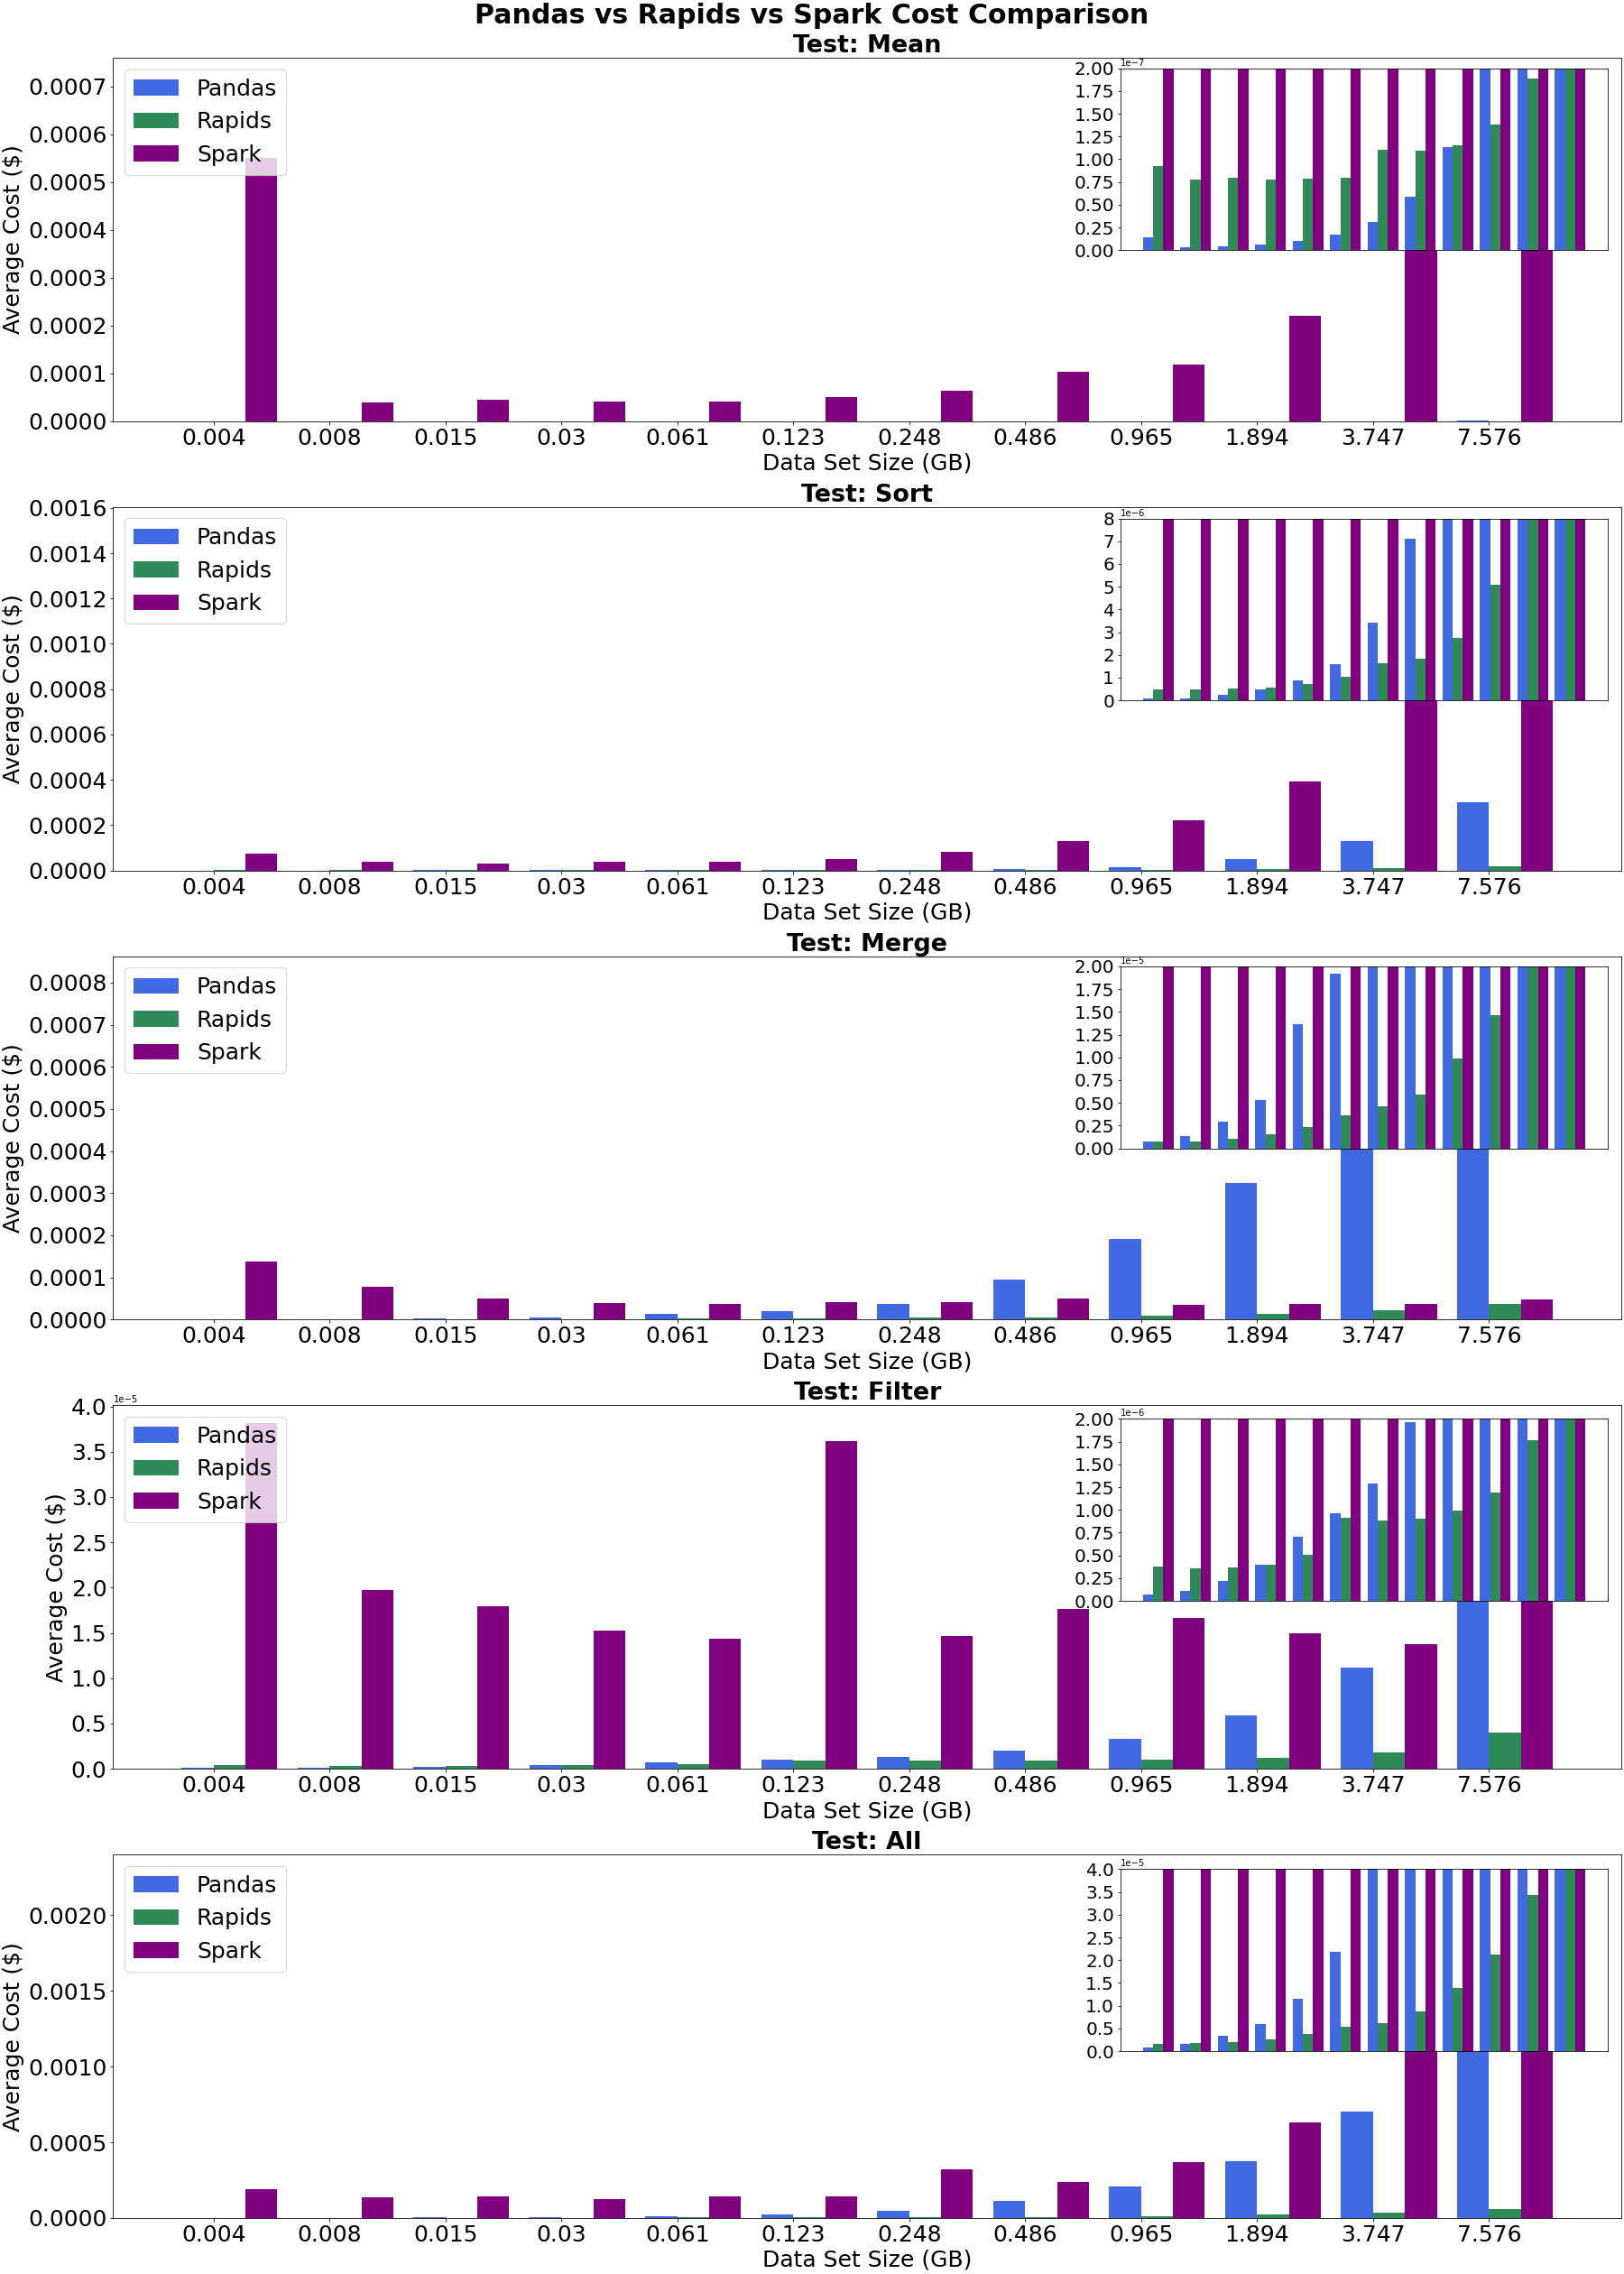 Pandas vs Rapids vs Spark Cost Comparison
Test: Mean
Average Cost ($)
0.0007
0.0006
0.0005
0.0004
0.0003
0.0002
0.0001
0.0000
Pandas
Rapids
Spark
1e−7
2.00
1.75
1.50
1.25
1.00
0.75
0.50
0.25
0.00
0.004 0.008 0.015 0.03 0.061 0.123 0.248 0.486 0.965 1.894 3.747 7.576
Data Set Size (GB)
Test: Sort
Average Cost ($)
0.0016
0.0014
0.0012
0.0010
0.0008
0.0006
0.0004
0.0002
0.0000
Pandas
Rapids
Spark
1e−6
8
7
6
5
4
3
2
1
0
0.004 0.008 0.015 0.03 0.061 0.123 0.248 0.486 0.965 1.894 3.747 7.576
Data Set Size (GB)
Test: Merge
Average Cost ($)
0.0008
0.0007
0.0006
0.0005
0.0004
0.0003
0.0002
0.0001
0.0000
Pandas
Rapids
Spark
1e−5
2.00
1.75
1.50
1.25
1.00
0.75
0.50
0.25
0.00
0.004 0.008 0.015 0.03 0.061 0.123 0.248 0.486 0.965 1.894 3.747 7.576
Data Set Size (GB)
Test: Filter
Average Cost ($)
1e−5
4.0
3.5
3.0
2.5
2.0
1.5
1.0
0.5
0.0
Pandas
Rapids
Spark
1e−6
2.00
1.75
1.50
1.25
1.00
0.75
0.50
0.25
0.00
0.004 0.008 0.015 0.03 0.061 0.123 0.248 0.486 0.965 1.894 3.747 7.576
Data Set Size (GB)
Test: All
Average Cost ($)
0.0020
0.0015
0.0010
0.0005
0.0000
Pandas
Rapids
Spark
1e−5
4.0
3.5
3.0
2.5
2.0
1.5
1.0
0.5
0.0
0.004 0.008 0.015 0.03 0.061 0.123 0.248 0.486 0.965 1.894 3.747 7.576
Data Set Size (GB)